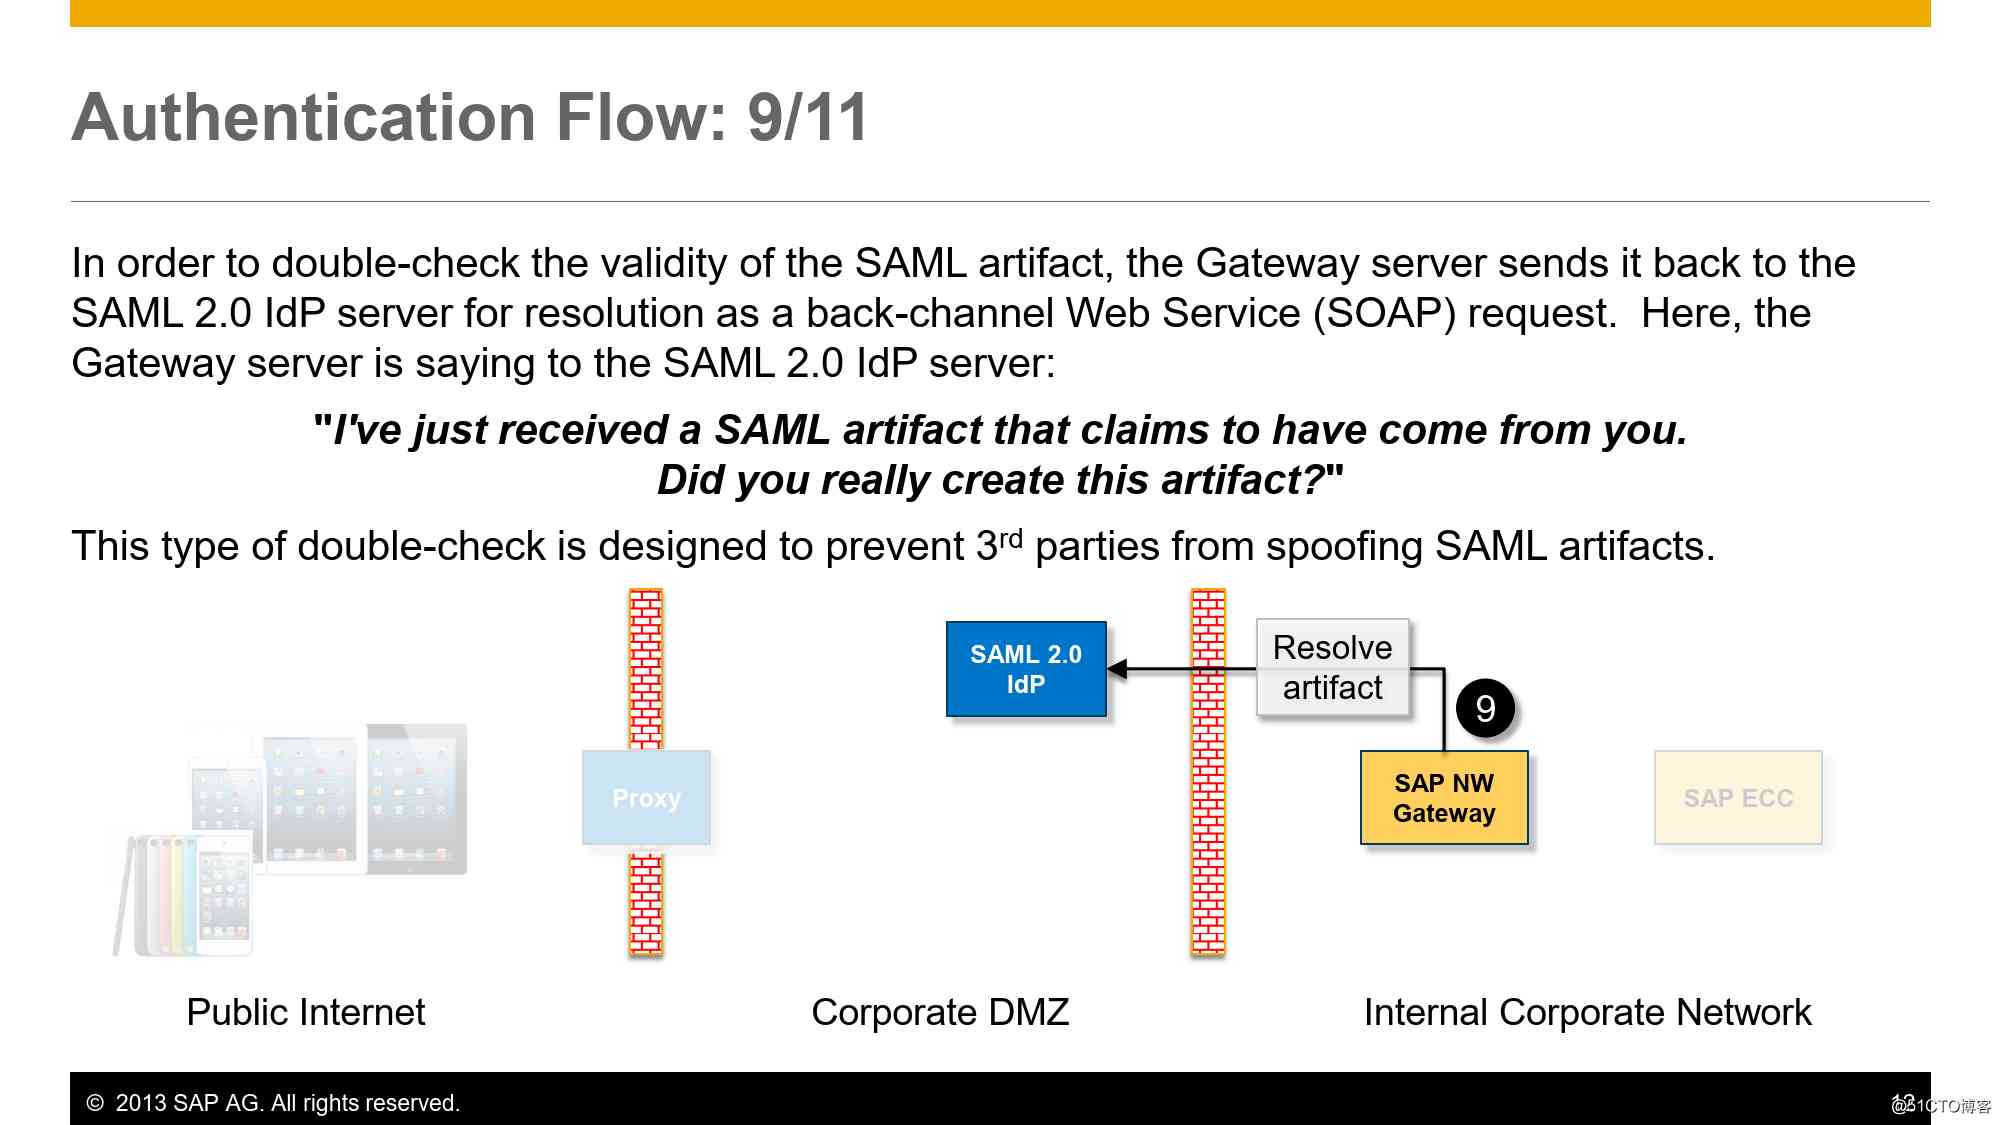 Authentication Flow: 9/11
In order to double-check the validity of the SAML artifact, the Gateway server sends it back to the
SAML 2.0 IdP server for resolution as a back-channel Web Service (SOAP) request.  Here, the
Gateway server is saying to the SAML 2.0 IdP server:
"I've just received a SAML artifact that claims to have come from you.
Did you really create this artifact?"
This type of double-check is designed to prevent 3rd parties from spoofing SAML artifacts.
SAML 2.0
IdP
Resolve
artifact
9
Proxy
SAP NW
Gateway
SAP ECC
Public Internet
Corporate DMZ
Internal Corporate Network
© 2013 SAP AG. All rights reserved.
@51CTO博客